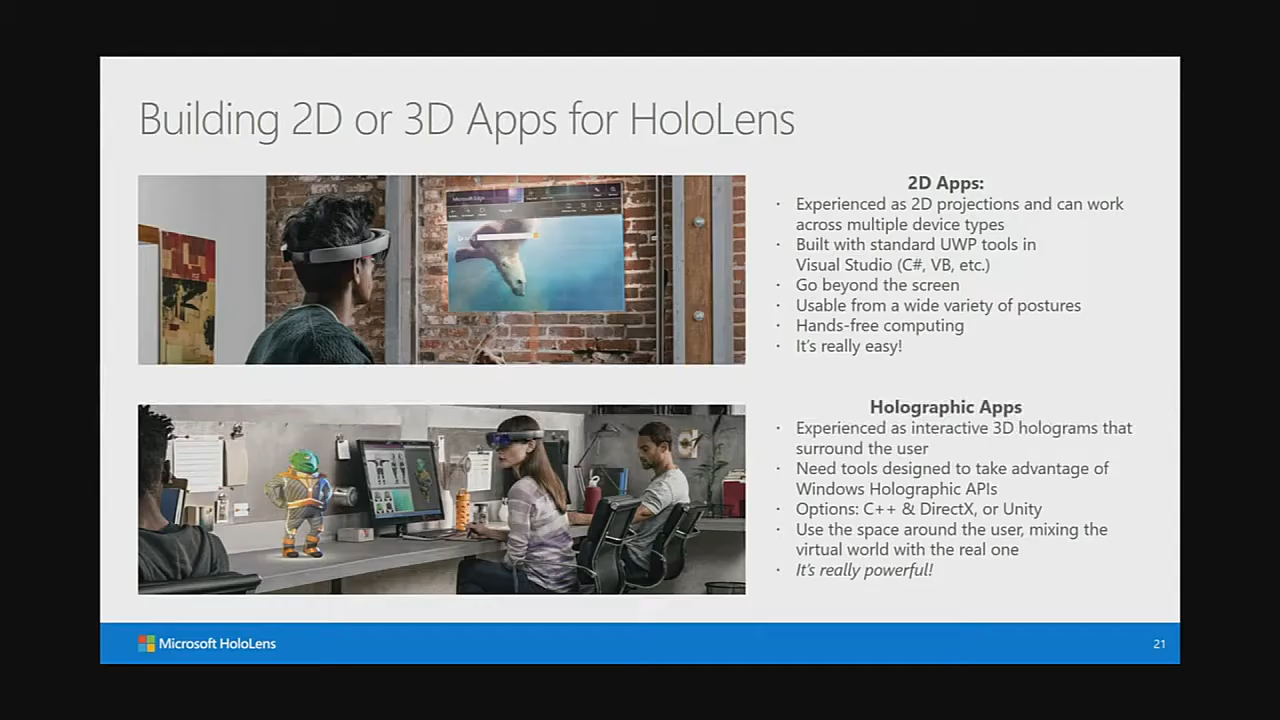 Building 2D or 3D Apps for HoloLens
Microsoft Edge
2D Apps:
· Experienced as 2D projections and can work
across multiple device types
· Built with standard UWP tools in
Visual Studio (C#, VB, etc.)
· Go beyond the screen
· Usable from a wide variety of postures
· Hands-free computing
· It's really easy!
Holographic Apps
· Experienced as interactive 3D holograms that
surround the user
· Need tools designed to take advantage of
Windows Holographic APIs
· Options: C++ & DirectX, or Unity
· Use the space around the user, mixing the
virtual world with the real one
· It's really powerful!
Microsoft HoloLens
21